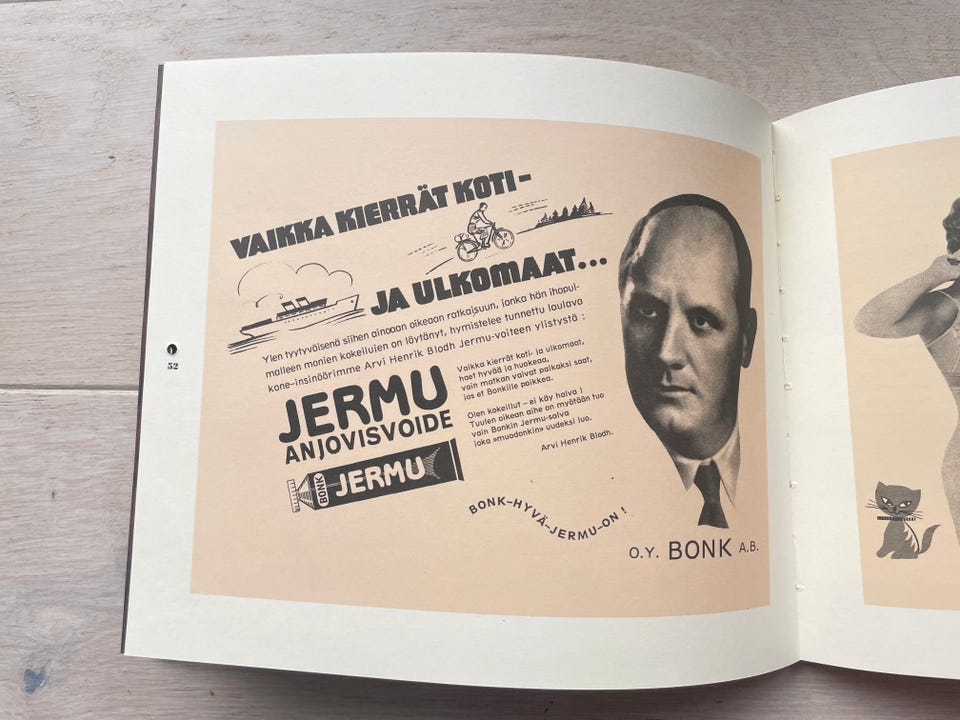 VAIKKA KIERRÄT KOTI-
JA ULKOMAAT...
Ylen tyytyväisenä siihen ainoaan oikeaan ratkaisuun, jonka hän ihopul-
malleen monien kokeilujen on löytänyt, hymistelee tunnettu laulava
kone-insinöörimme Arvi Henrik Blodh Jermu-voiteen ylistystä :
JERMU
ANJOVISVOIDE
BONK
JERMU
Vaikka kierrät koti- ja ulkomaat,
haet hyvää ja huokeaa,
vain matkan vaivat palkaksi saat,
jos et Bonkille poikkea.
Olen kokeillut – ei käy halva !
Tuulen oikean aihe on myötään tuo
vain Bonkin Jermu-salva
joka »muodonkin» uudeksi luo.
Arvi Henrik Blodh.
BONK–HYVÄ–JERMU–ON !
O.Y. BONK A.B.
52